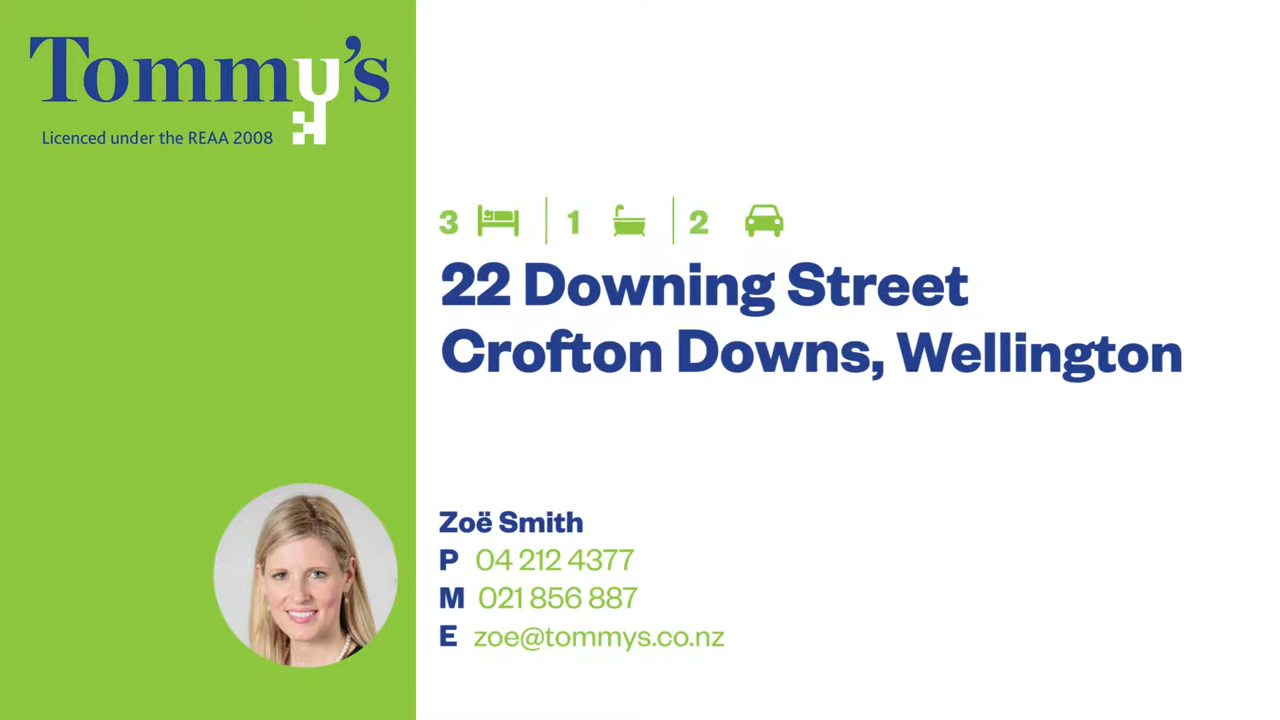 Tommy's
Licenced under the REAA 2008
3 1 2
22 Downing Street
Crofton Downs, Wellington
Zoë Smith
P 04 212 4377
M 021 856 887
E zoe@tommys.co.nz